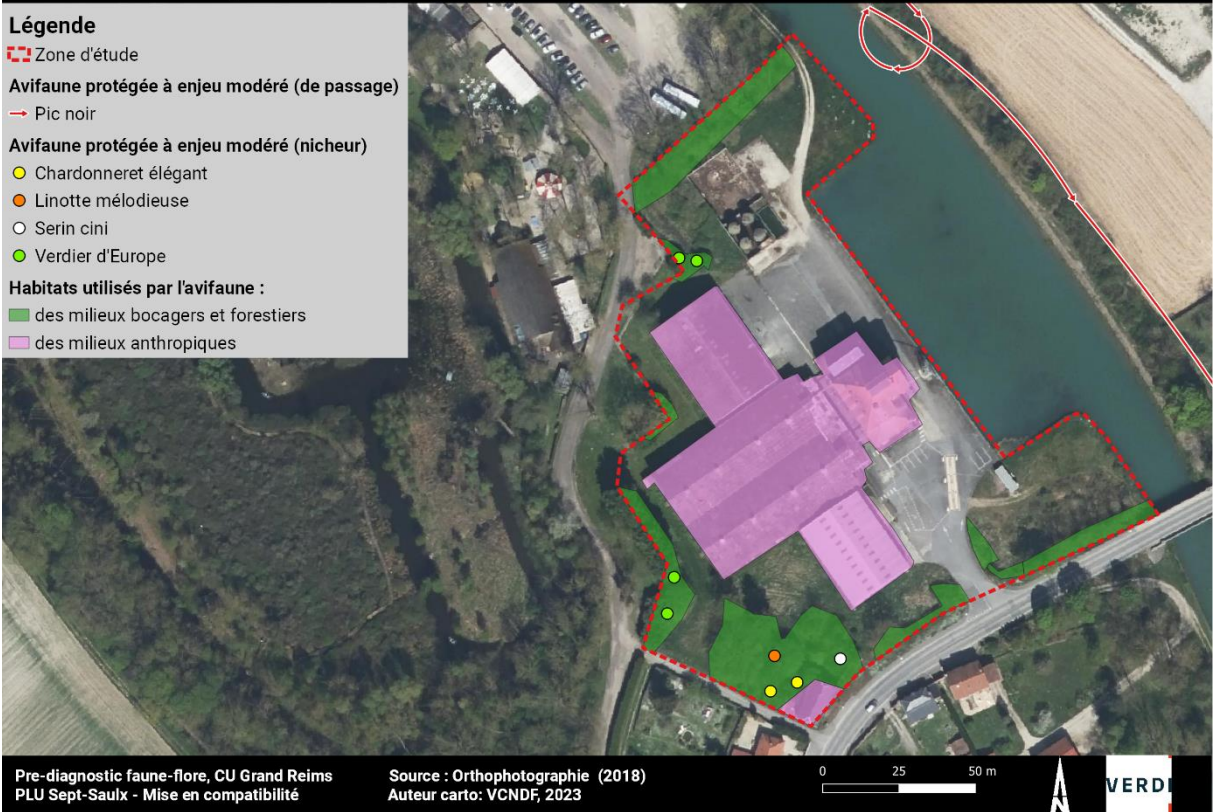 Légende
Zone d'étude
Avifaune protégée à enjeu modéré (de passage)
Pic noir
Avifaune protégée à enjeu modéré (nicheur)
Chardonneret élégant
Linotte mélodieuse
Serin cini
Verdier d'Europe
Habitats utilisés par l'avifaune :
des milieux bocagers et forestiers
des milieux anthropiques
Pre-diagnostic faune-flore, CU Grand Reims
PLU Sept-Saulx - Mise en compatibilité
Source : Orthophotographie (2018)
Auteur carto: VCNDF, 2023
0 25 50 m
N
VERDI